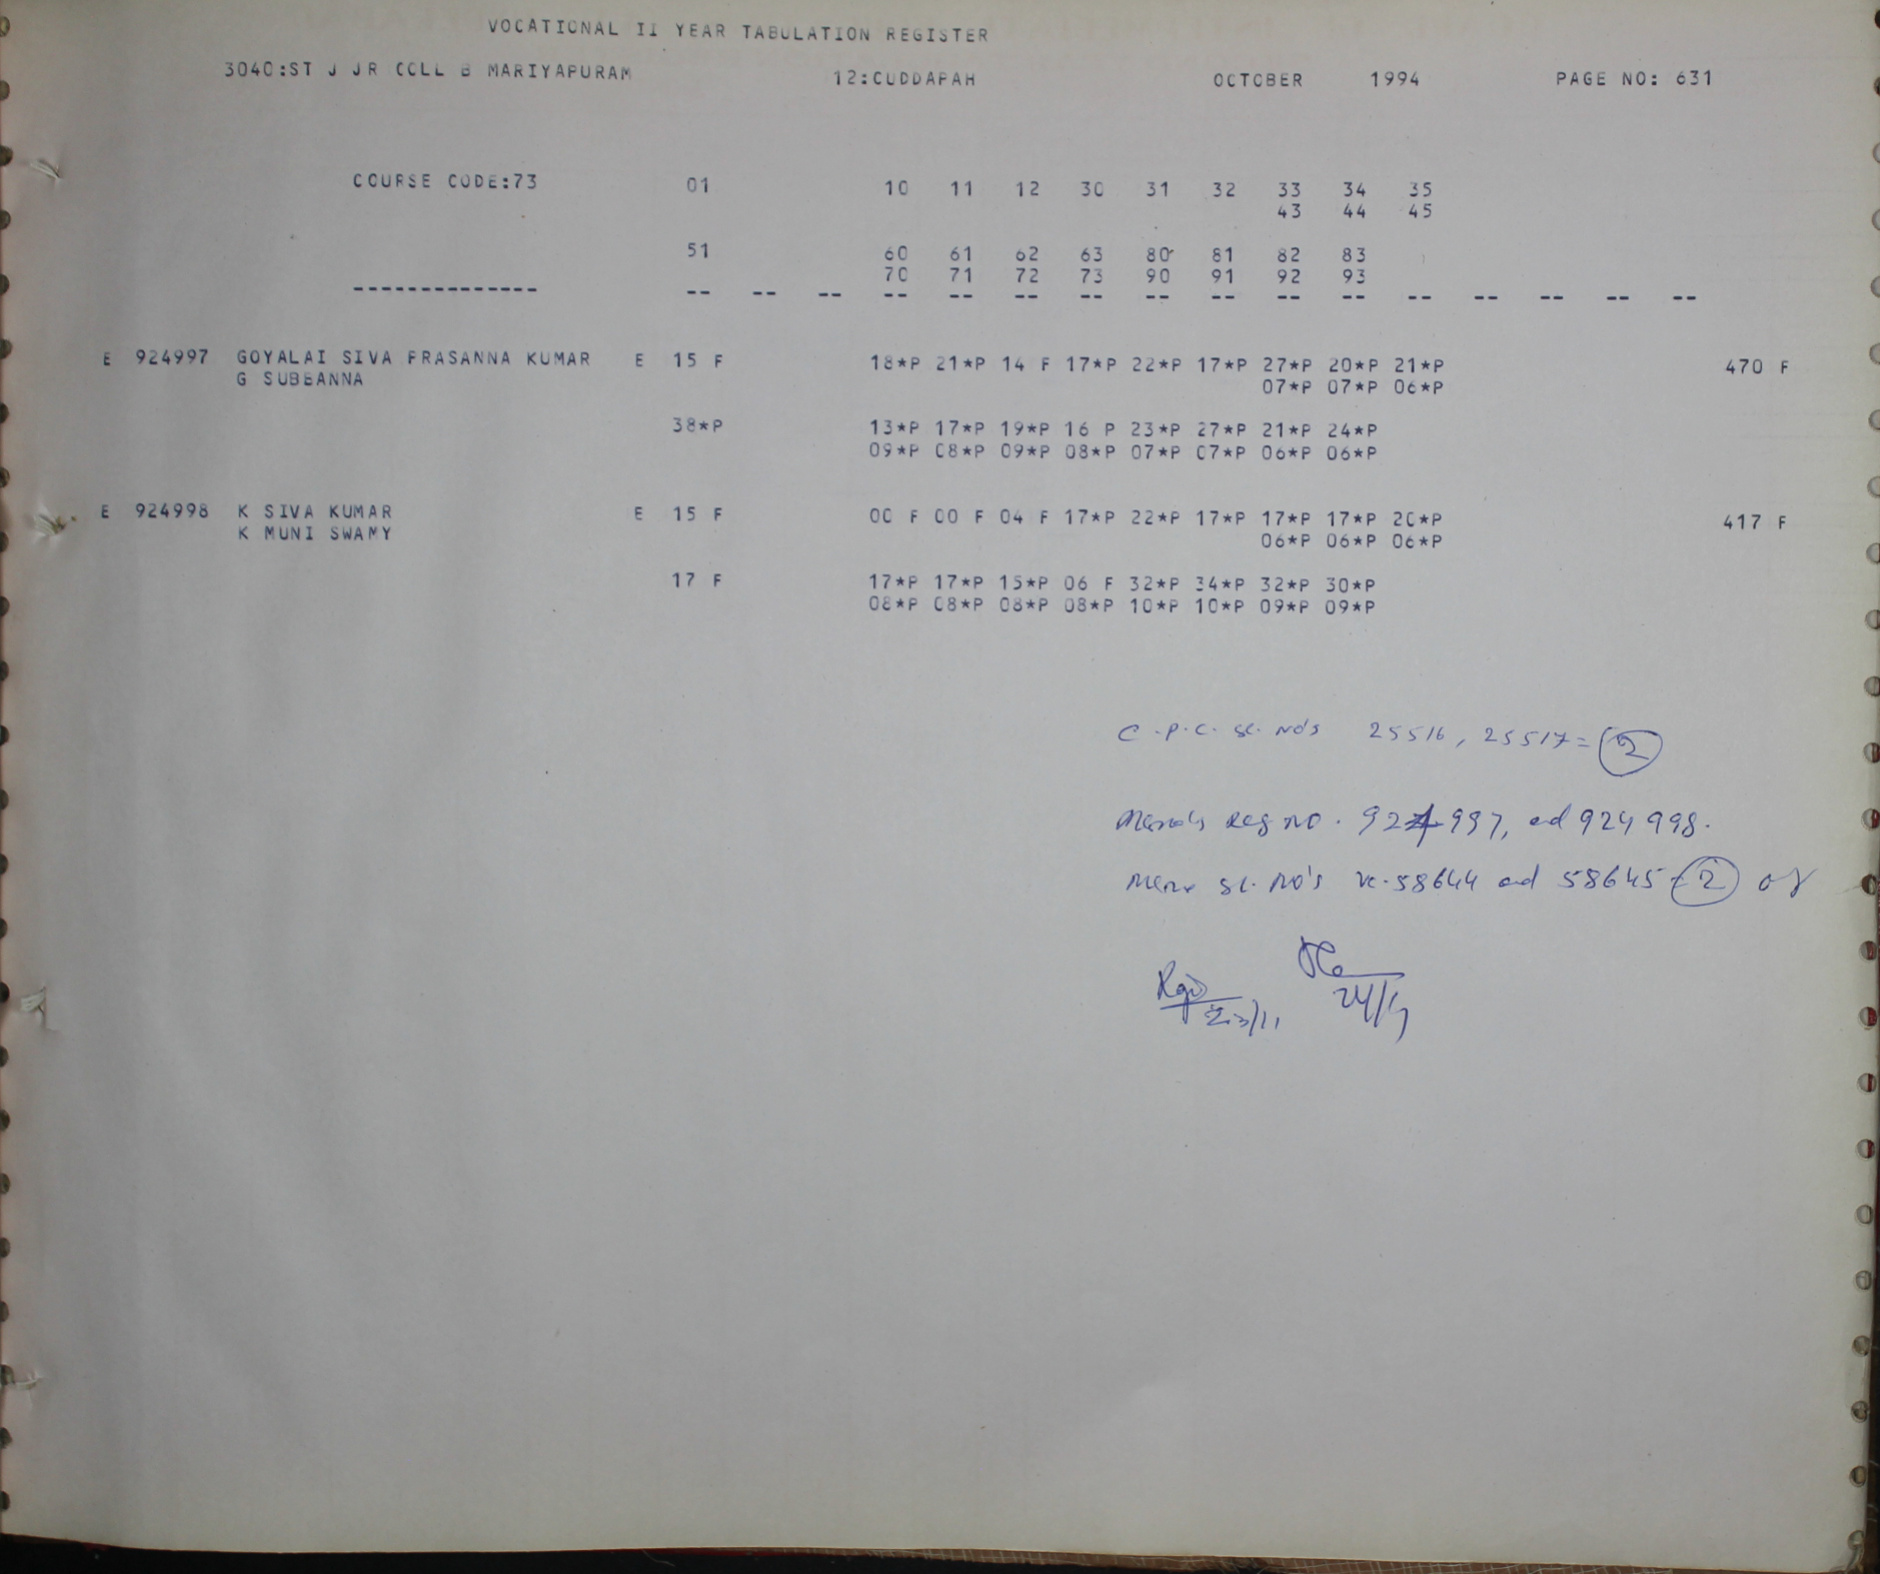 VOCATIONAL II YEAR TABULATION REGISTER
3040:ST J JR COLL B MARIYAPURAM 12:CUDDAPAH OCTOBER 1994 PAGE NO: 631
COURSE CODE:73 01 10 11 12 30 31 32 33 34 35
43 44 45
51 60 61 62 63 80 81 82 83
70 71 72 73 90 91 92 93
-------------- -- -- -- -- -- -- -- -- -- -- -- -- -- -- -- --
E 924997 GOYALAI SIVA PRASANNA KUMAR E 15 F 18*P 21*P 14 F 17*P 22*P 17*P 27*P 20*P 21*P 470 F
G SUBBANNA 07*P 07*P 06*P
38*P 13*P 17*P 19*P 16 P 23*P 27*P 21*P 24*P
09*P 08*P 09*P 08*P 07*P 07*P 06*P 06*P
E 924998 K SIVA KUMAR E 15 F 00 F 00 F 04 F 17*P 22*P 17*P 17*P 17*P 20*P 417 F
K MUNI SWAMY 06*P 06*P 06*P
17 F 17*P 17*P 15*P 06 F 32*P 34*P 32*P 30*P
08*P 08*P 08*P 08*P 10*P 10*P 09*P 09*P
C.P.C. Sl. No's 25516, 25517 = 2
Reg no. 924997, and 924998.
Memo Sl. No's vc.58644 and 58645 = 2